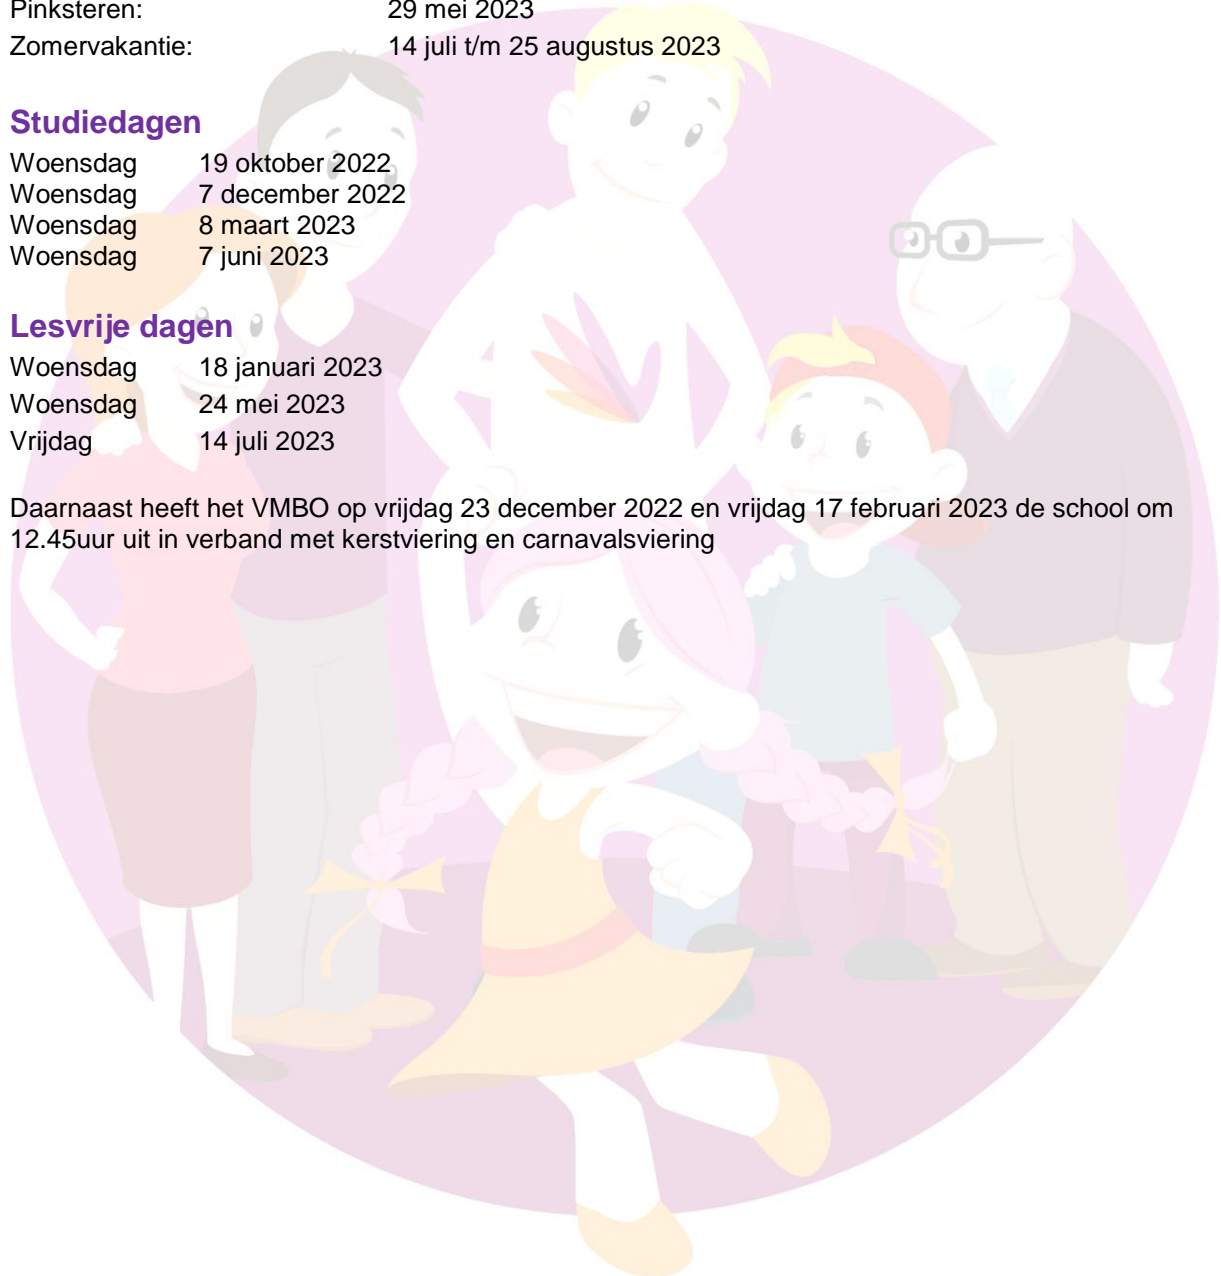 Pinksteren: 29 mei 2023
Zomervakantie: 14 juli t/m 25 augustus 2023
Studiedagen
Woensdag 19 oktober 2022
Woensdag 7 december 2022
Woensdag 8 maart 2023
Woensdag 7 juni 2023
Lesvrije dagen
Woensdag 18 januari 2023
Woensdag 24 mei 2023
Vrijdag 14 juli 2023
Daarnaast heeft het VMBO op vrijdag 23 december 2022 en vrijdag 17 februari 2023 de school om
12.45uur uit in verband met kerstviering en carnavalsviering